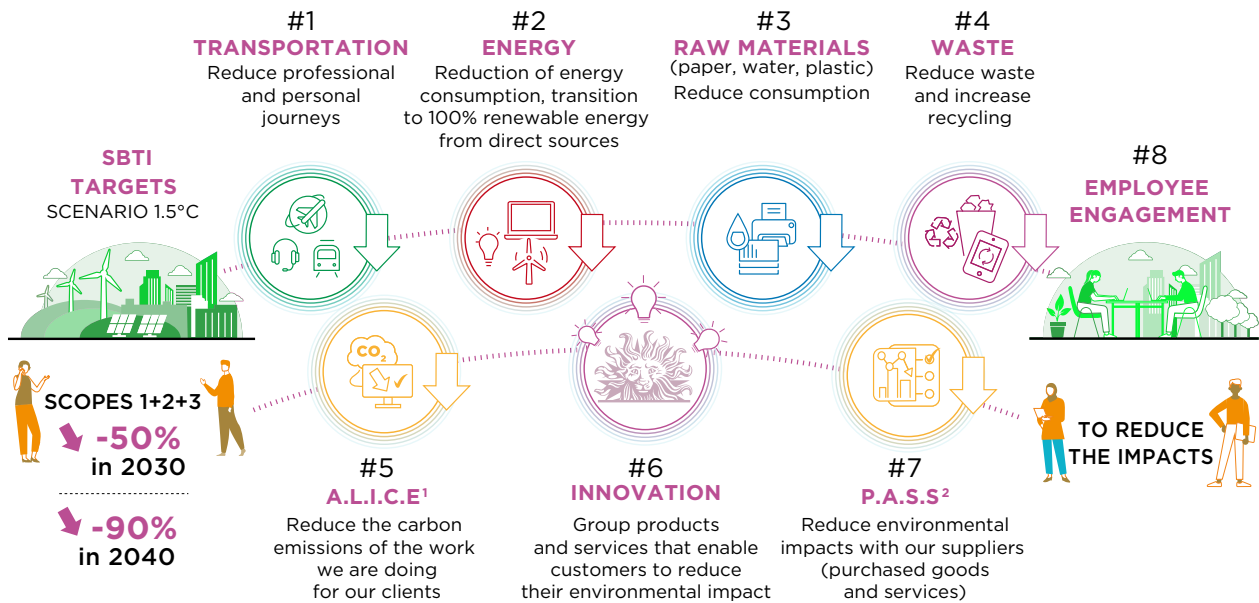 #1
TRANSPORTATION
Reduce professional
and personal
journeys
#2
ENERGY
Reduction of energy
consumption, transition
to 100% renewable energy
from direct sources
#3
RAW MATERIALS
(paper, water, plastic)
Reduce consumption
#4
WASTE
Reduce waste
and increase
recycling
SBTI
TARGETS
SCENARIO 1.5°C
#8
EMPLOYEE
ENGAGEMENT
CO₂
SCOPES 1+2+3
-50%
in 2030
-90%
in 2040
#5
A.L.I.C.E¹
Reduce the carbon
emissions of the work
we are doing
for our clients
#6
INNOVATION
Group products
and services that enable
customers to reduce
their environmental impact
#7
P.A.S.S²
Reduce environmental
impacts with our suppliers
(purchased goods
and services)
TO REDUCE
THE IMPACTS